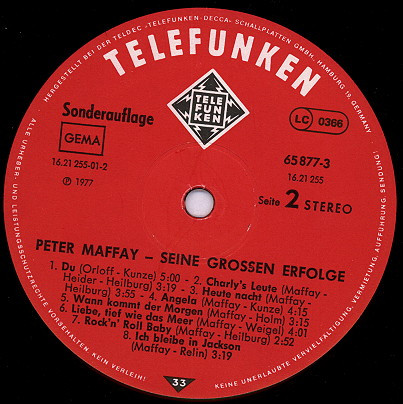 HERGESTELLT BEI DER TELDEC »TELEFUNKEN-DECCA« SCHALLPLATTEN GMBH, HAMBURG 19, GERMANY
TELEFUNKEN
TELE
FUN
KEN
Sonderauflage
GEMA
16.21 255-01-2
Ⓟ 1977
LC 0366
65 877-3
16.21 255
Seite 2 STEREO
PETER MAFFAY – SEINE GROSSEN ERFOLGE
1. Du (Orloff - Kunze) 5:00 - 2. Charly's Leute (Maffay -
Heider - Heilburg) 3:19 - 3. Heute nacht (Maffay -
Heilburg) 3:55 - 4. Angela (Maffay - Kunze) 4:15
5. Wann kommt der Morgen (Maffay - Holm) 3:15
6. Liebe, tief wie das Meer (Maffay - Weigel) 4:01
7. Rock'n' Roll Baby (Maffay - Heilburg) 2:52
8. Ich bleibe in Jackson
(Maffay - Relin) 3:19
ALLE URHEBER- UND LEISTUNGSSCHUTZRECHTE VORBEHALTEN KEIN VERLEIH!
33
KEINE UNERLAUBTE VERVIELFÄLTIGUNG, VERMIETUNG, AUFFÜHRUNG, SENDUNG!